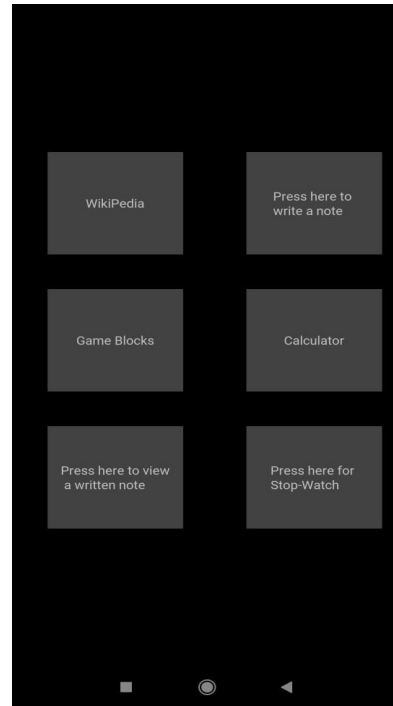 WikiPedia
Press here to
write a note
Game Blocks
Calculator
Press here to view
a written note
Press here for
Stop-Watch